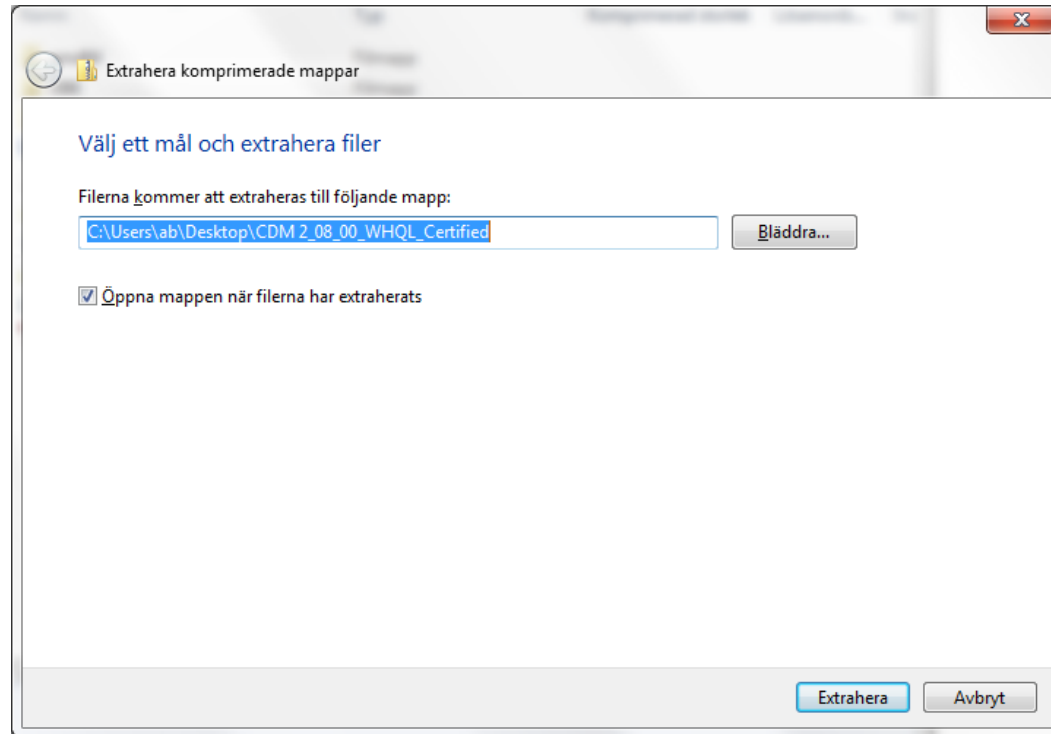 Typ
Extrahera komprimerade mappar
Välj ett mål och extrahera filer
Filerna kommer att extraheras till följande mapp:
C:\Users\ab\Desktop\CDM 2_08_00_WHQL_Certified
Bläddra...
Öppna mappen när filerna har extraherats
Extrahera
Avbryt